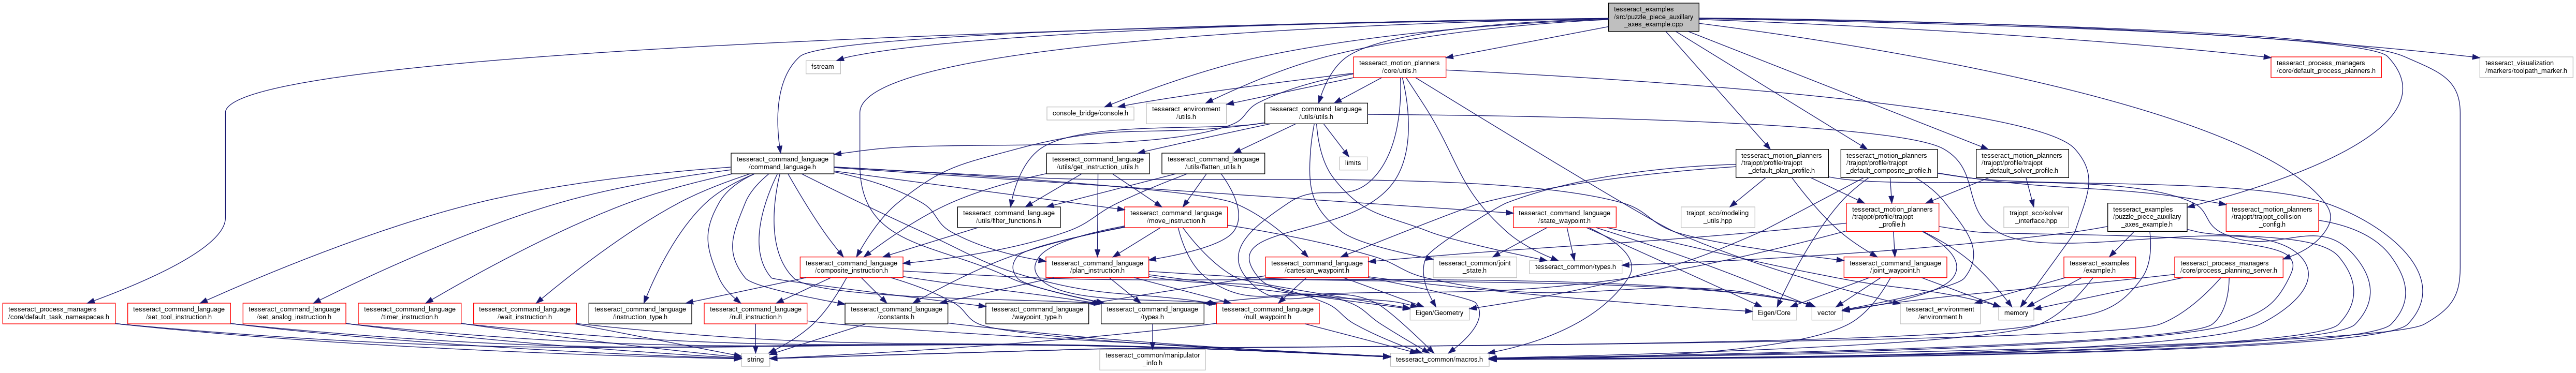 tesseract_examples
/src/puzzle_piece_auxillary
_axes_example.cpp
fstream
tesseract_motion_planners
/core/utils.h
tesseract_process_managers
/core/default_process_planners.h
tesseract_visualization
/markers/toolpath_marker.h
console_bridge/console.h
tesseract_environment
/utils.h
tesseract_command_language
/utils/utils.h
tesseract_command_language
/command_language.h
tesseract_command_language
/utils/get_instruction_utils.h
tesseract_command_language
/utils/flatten_utils.h
limits
tesseract_motion_planners
/trajopt/profile/trajopt
_default_plan_profile.h
tesseract_motion_planners
/trajopt/profile/trajopt
_default_composite_profile.h
tesseract_motion_planners
/trajopt/profile/trajopt
_default_solver_profile.h
tesseract_command_language
/utils/filter_functions.h
tesseract_command_language
/move_instruction.h
tesseract_command_language
/state_waypoint.h
trajopt_sco/modeling
_utils.hpp
tesseract_motion_planners
/trajopt/profile/trajopt
_profile.h
trajopt_sco/solver
_interface.hpp
tesseract_examples
/puzzle_piece_auxillary
_axes_example.h
tesseract_motion_planners
/trajopt/trajopt_collision
_config.h
tesseract_command_language
/composite_instruction.h
tesseract_command_language
/plan_instruction.h
tesseract_command_language
/cartesian_waypoint.h
tesseract_common/joint
_state.h
tesseract_common/types.h
tesseract_command_language
/joint_waypoint.h
tesseract_examples
/example.h
tesseract_process_managers
/core/process_planning_server.h
tesseract_process_managers
/core/default_task_namespaces.h
tesseract_command_language
/set_tool_instruction.h
tesseract_command_language
/set_analog_instruction.h
tesseract_command_language
/timer_instruction.h
tesseract_command_language
/wait_instruction.h
tesseract_command_language
/instruction_type.h
tesseract_command_language
/null_instruction.h
tesseract_command_language
/constants.h
tesseract_command_language
/waypoint_type.h
tesseract_command_language
/types.h
tesseract_command_language
/null_waypoint.h
Eigen/Geometry
Eigen/Core
vector
tesseract_environment
/environment.h
memory
string
tesseract_common/manipulator
_info.h
tesseract_common/macros.h